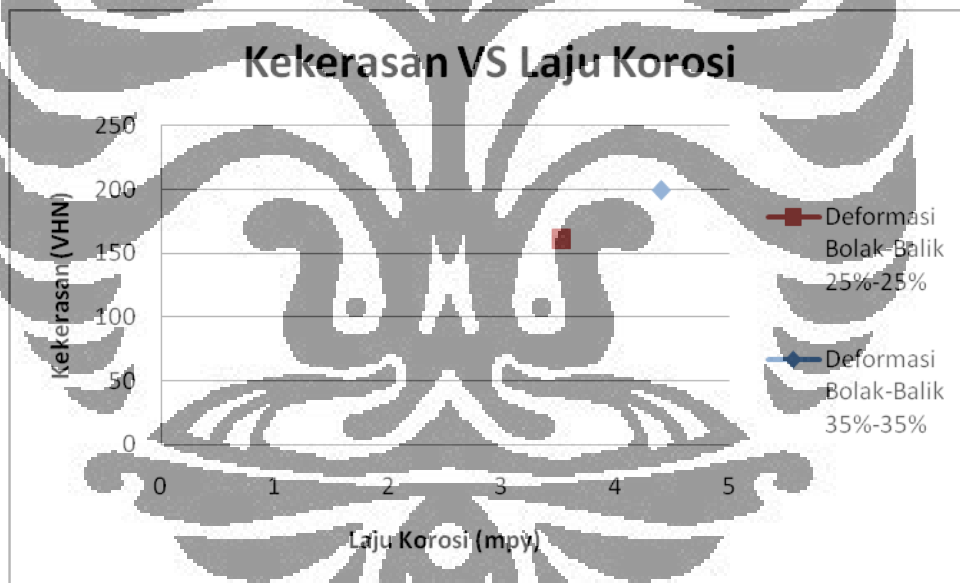 Kekerasan VS Laju Korosi
250
200
150
100
50
0
Kekerasan (VHN)
0 1 2 3 4 5
Laju Korosi (mpy)
Deformasi
Bolak-Balik
25%-25%
Deformasi
Bolak-Balik
35%-35%